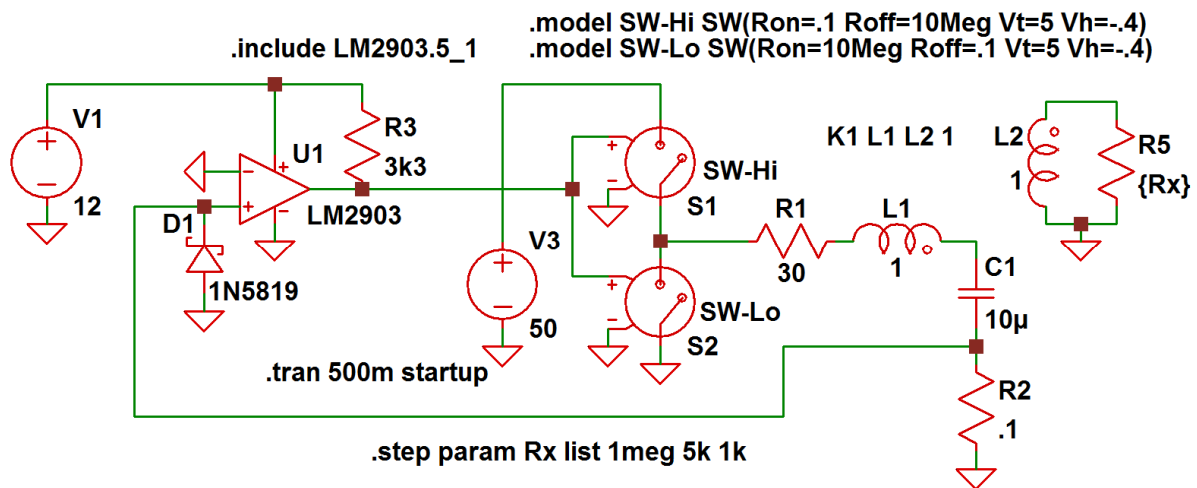 .model SW-Hi SW(Ron=.1 Roff=10Meg Vt=5 Vh=-.4)
.model SW-Lo SW(Ron=10Meg Roff=.1 Vt=5 Vh=-.4)
.include LM2903.5_1
V1
12
U1
LM2903
R3
3k3
D1
1N5819
V3
50
SW-Hi
S1
SW-Lo
S2
R1
30
L1
1
K1 L1 L2 1
L2
1
R5
{Rx}
C1
10µ
R2
.1
.tran 500m startup
.step param Rx list 1meg 5k 1k